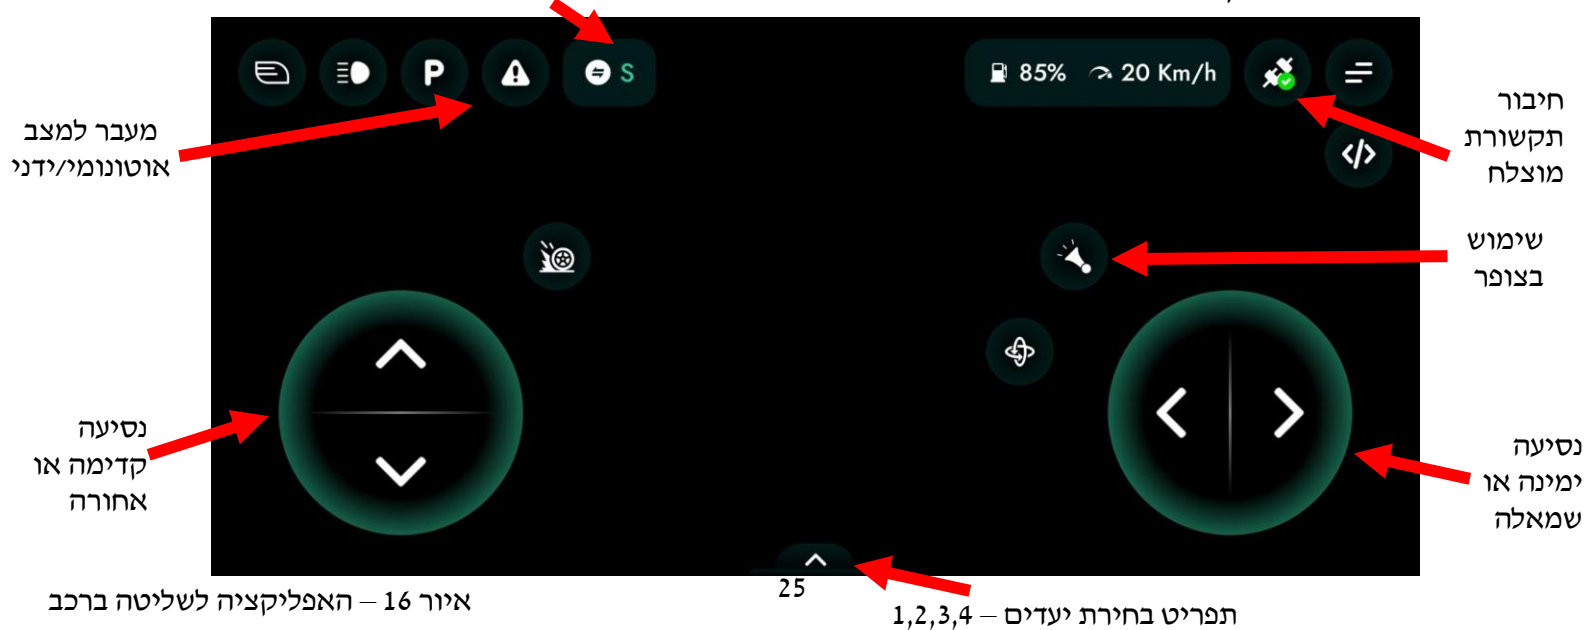 P
S
85% 20 Km/h
חיבור
תקשורת
מוצלח
</>
מעבר למצב
אוטונומי/ידני
שימוש
בצופר
נסיעה
קדימה או
אחורה
נסיעה
ימינה או
שמאלה
25
איור 16 – האפליקציה לשליטה ברכב
תפריט בחירת יעדים – 1,2,3,4